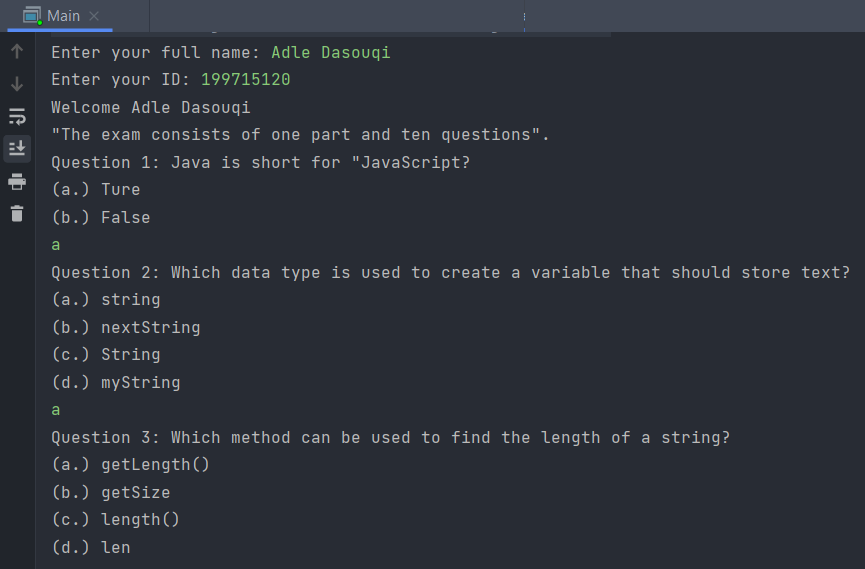 Main
Enter your full name: Adle Dasouqi
Enter your ID: 199715120
Welcome Adle Dasouqi
"The exam consists of one part and ten questions".
Question 1: Java is short for "JavaScript?
(a.) Ture
(b.) False
a
Question 2: Which data type is used to create a variable that should store text?
(a.) string
(b.) nextString
(c.) String
(d.) myString
a
Question 3: Which method can be used to find the length of a string?
(a.) getLength()
(b.) getSize
(c.) length()
(d.) len